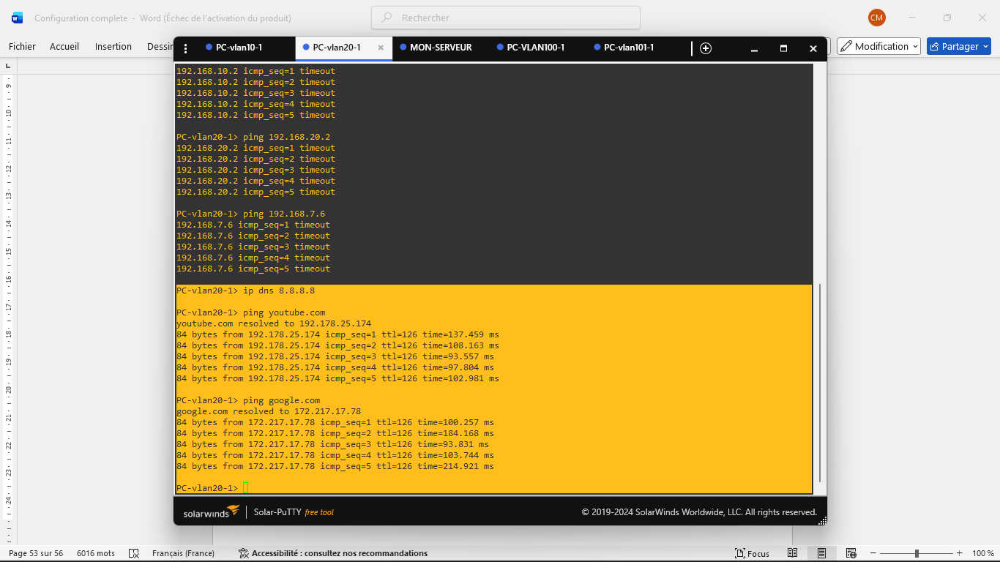 Configuration complete - Word (Échec de l'activation du produit)
Rechercher
CM
Fichier Accueil Insertion Dessin
Modification
Partager
PC-vlan10-1 PC-vlan20-1 MON-SERVEUR PC-VLAN100-1 PC-vlan101-1
192.168.10.2 icmp_seq=1 timeout
192.168.10.2 icmp_seq=2 timeout
192.168.10.2 icmp_seq=3 timeout
192.168.10.2 icmp_seq=4 timeout
192.168.10.2 icmp_seq=5 timeout
PC-vlan20-1> ping 192.168.20.2
192.168.20.2 icmp_seq=1 timeout
192.168.20.2 icmp_seq=2 timeout
192.168.20.2 icmp_seq=3 timeout
192.168.20.2 icmp_seq=4 timeout
192.168.20.2 icmp_seq=5 timeout
PC-vlan20-1> ping 192.168.7.6
192.168.7.6 icmp_seq=1 timeout
192.168.7.6 icmp_seq=2 timeout
192.168.7.6 icmp_seq=3 timeout
192.168.7.6 icmp_seq=4 timeout
192.168.7.6 icmp_seq=5 timeout
PC-vlan20-1> ip dns 8.8.8.8
PC-vlan20-1> ping youtube.com
youtube.com resolved to 192.178.25.174
84 bytes from 192.178.25.174 icmp_seq=1 ttl=126 time=137.459 ms
84 bytes from 192.178.25.174 icmp_seq=2 ttl=126 time=108.163 ms
84 bytes from 192.178.25.174 icmp_seq=3 ttl=126 time=93.557 ms
84 bytes from 192.178.25.174 icmp_seq=4 ttl=126 time=97.804 ms
84 bytes from 192.178.25.174 icmp_seq=5 ttl=126 time=102.981 ms
PC-vlan20-1> ping google.com
google.com resolved to 172.217.17.78
84 bytes from 172.217.17.78 icmp_seq=1 ttl=126 time=100.257 ms
84 bytes from 172.217.17.78 icmp_seq=2 ttl=126 time=184.168 ms
84 bytes from 172.217.17.78 icmp_seq=3 ttl=126 time=93.831 ms
84 bytes from 172.217.17.78 icmp_seq=4 ttl=126 time=103.744 ms
84 bytes from 172.217.17.78 icmp_seq=5 ttl=126 time=214.921 ms
PC-vlan20-1>
solarwinds Solar-PuTTY free tool © 2019-2024 SolarWinds Worldwide, LLC. All rights reserved.
9
10
11
12
13
14
15
16
17
18
19
20
21
22
23
24
Page 53 sur 56 6016 mots Français (France) Accessibilité : consultez nos recommandations Focus 100 %